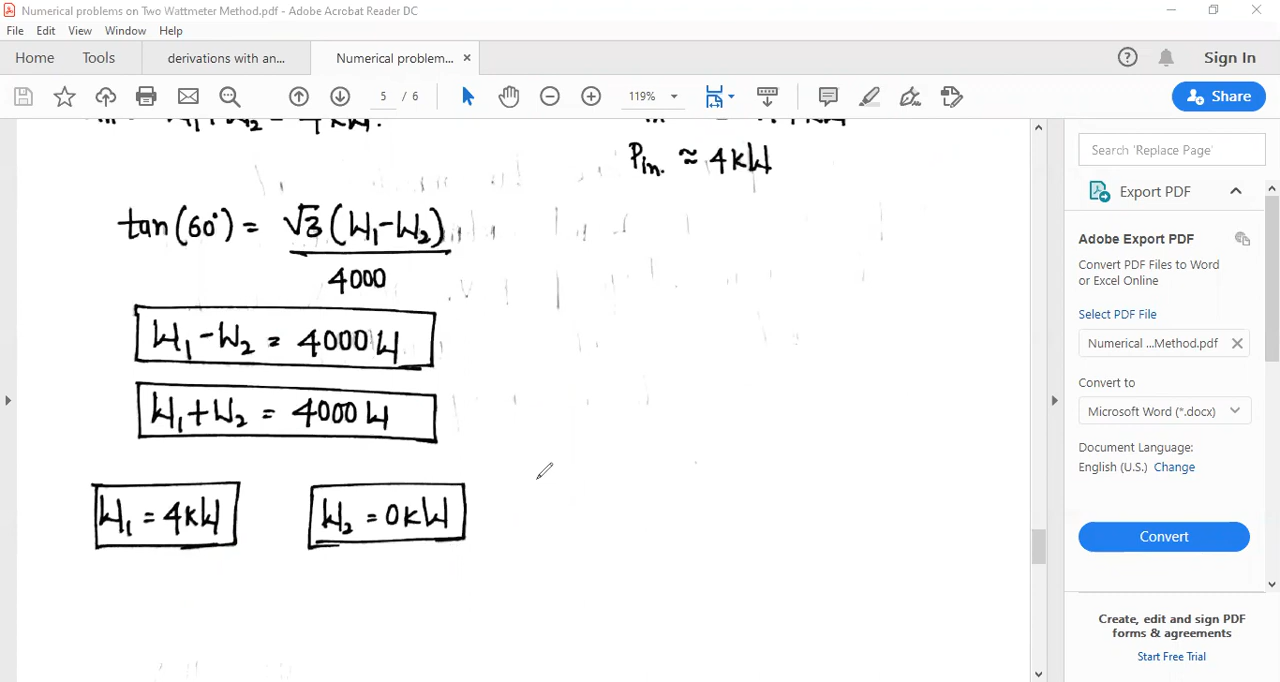 Numerical problems on Two Wattmeter Method.pdf - Adobe Acrobat Reader DC
File Edit View Window Help
Home Tools derivations with an... Numerical problem... × Sign In
5 / 6 119% Share
W₂ = 4kW.
Pin. ≈ 4kW
tan(60°) = √3 (W₁-W₂)
4000
W₁ - W₂ = 4000 W
W₁ + W₂ = 4000 W
W₁ = 4kW W₂ = 0kW
Search 'Replace Page'
Export PDF
Adobe Export PDF
Convert PDF Files to Word
or Excel Online
Select PDF File
Numerical ...Method.pdf
Convert to
Microsoft Word (*.docx)
Document Language:
English (U.S.) Change
Convert
Create, edit and sign PDF
forms & agreements
Start Free Trial